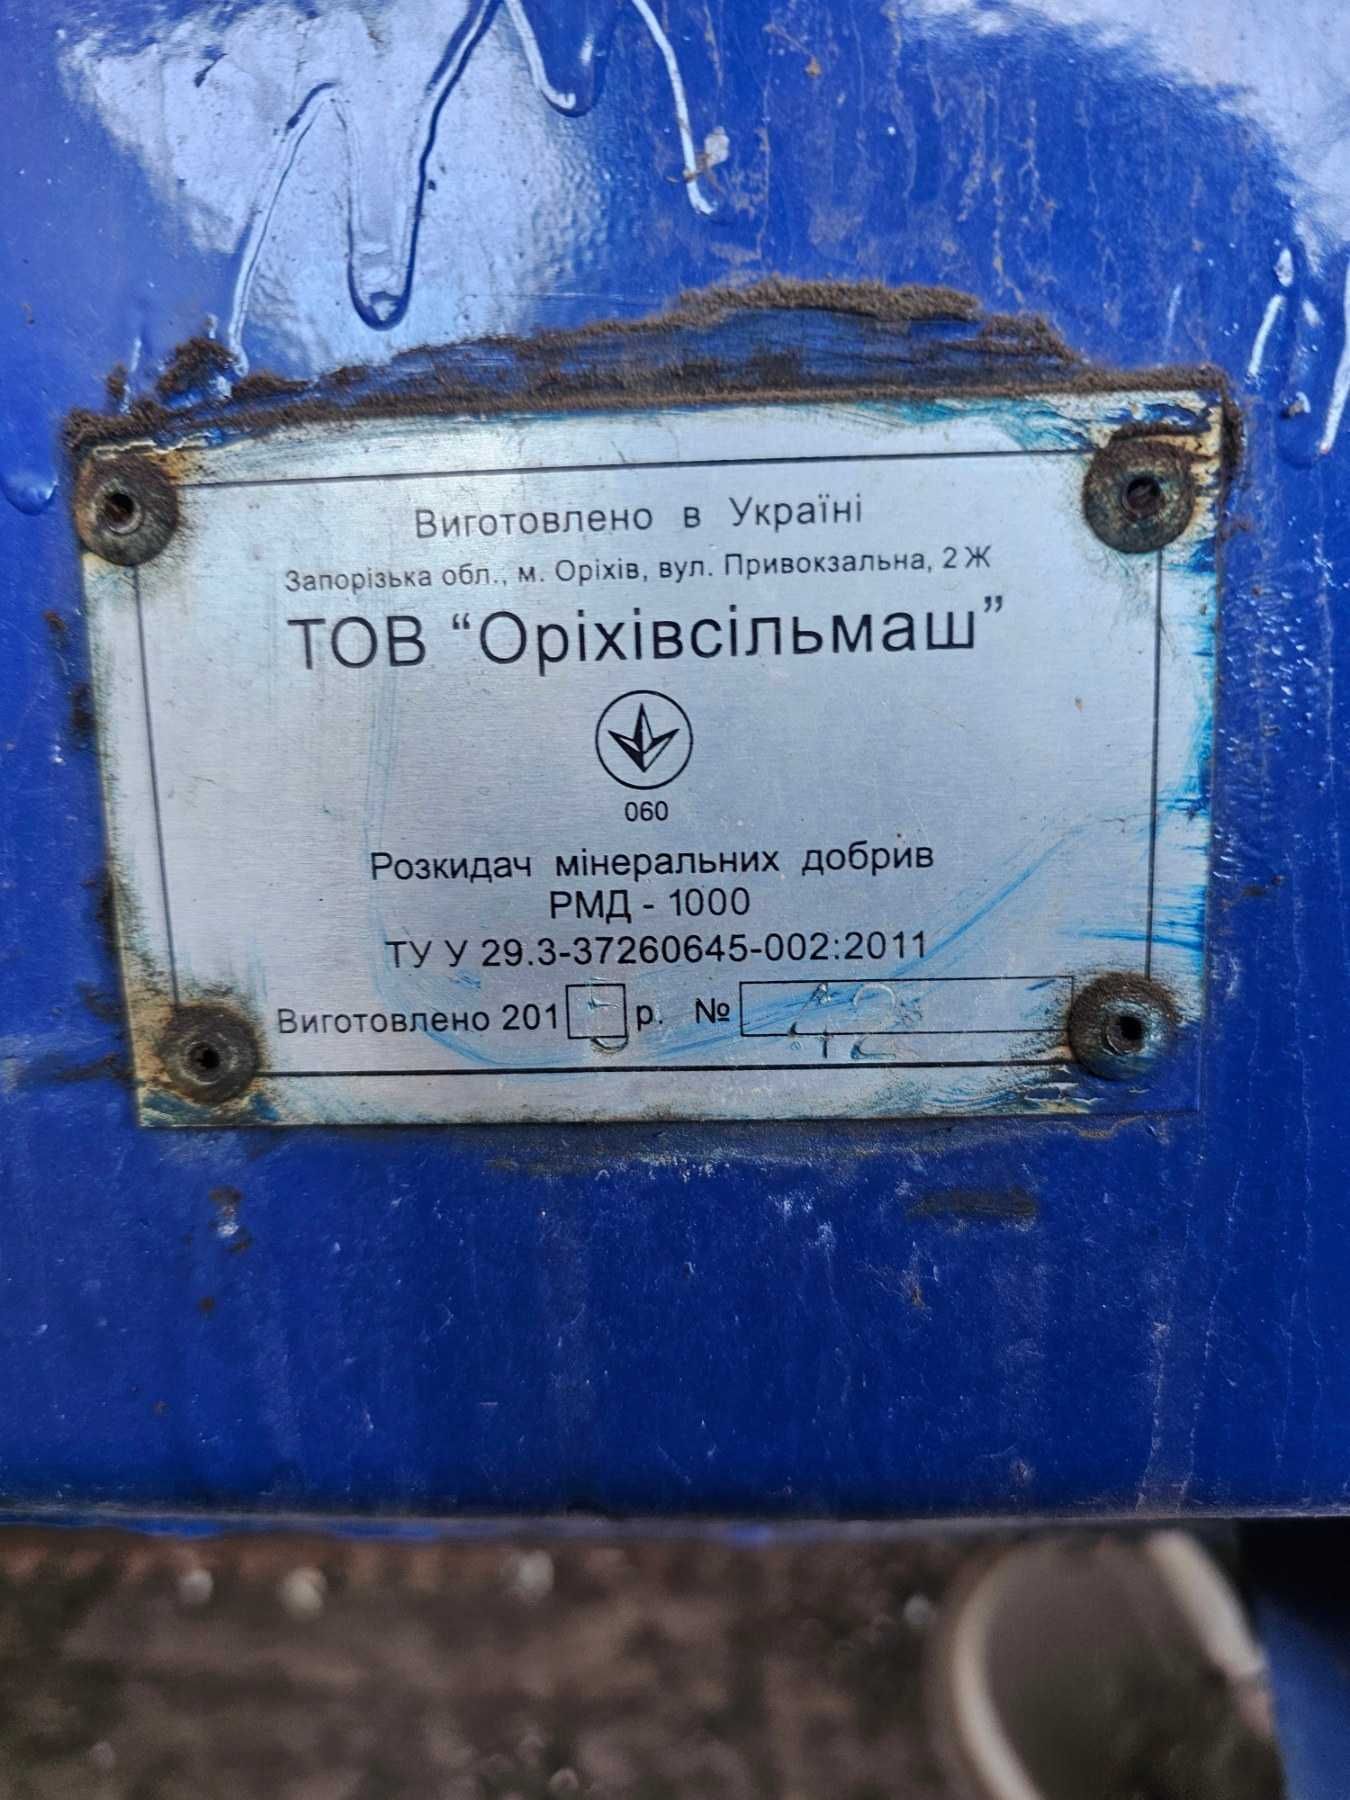 Виготовлено в Україні
Запорізька обл., м. Оріхів, вул. Привокзальна, 2 Ж
ТОВ “Оріхівсільмаш”
060
Розкидач мінеральних добрив
РМД - 1000
ТУ У 29.3-37260645-002:2011
Виготовлено 201 р. №